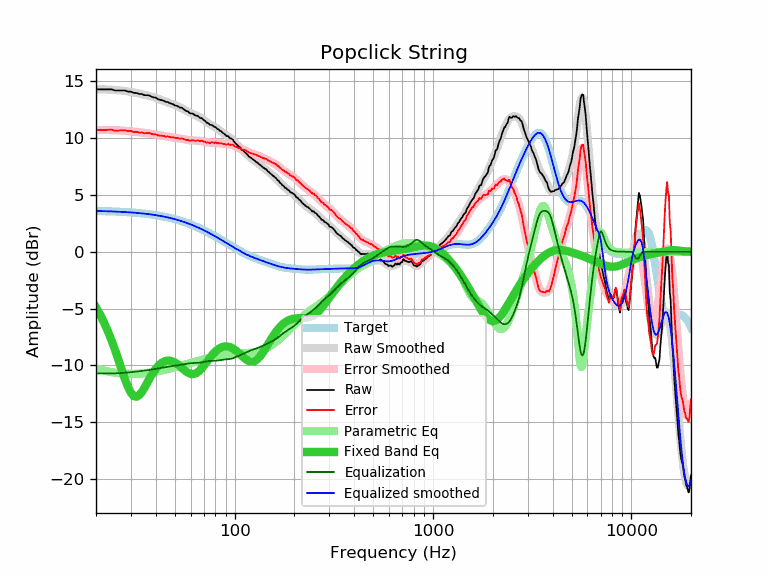 Popclick String
15
10
5
0
−5
−10
−15
−20
Amplitude (dBr)
Target
Raw Smoothed
Error Smoothed
Raw
Error
Parametric Eq
Fixed Band Eq
Equalization
Equalized smoothed
100
1000
10000
Frequency (Hz)